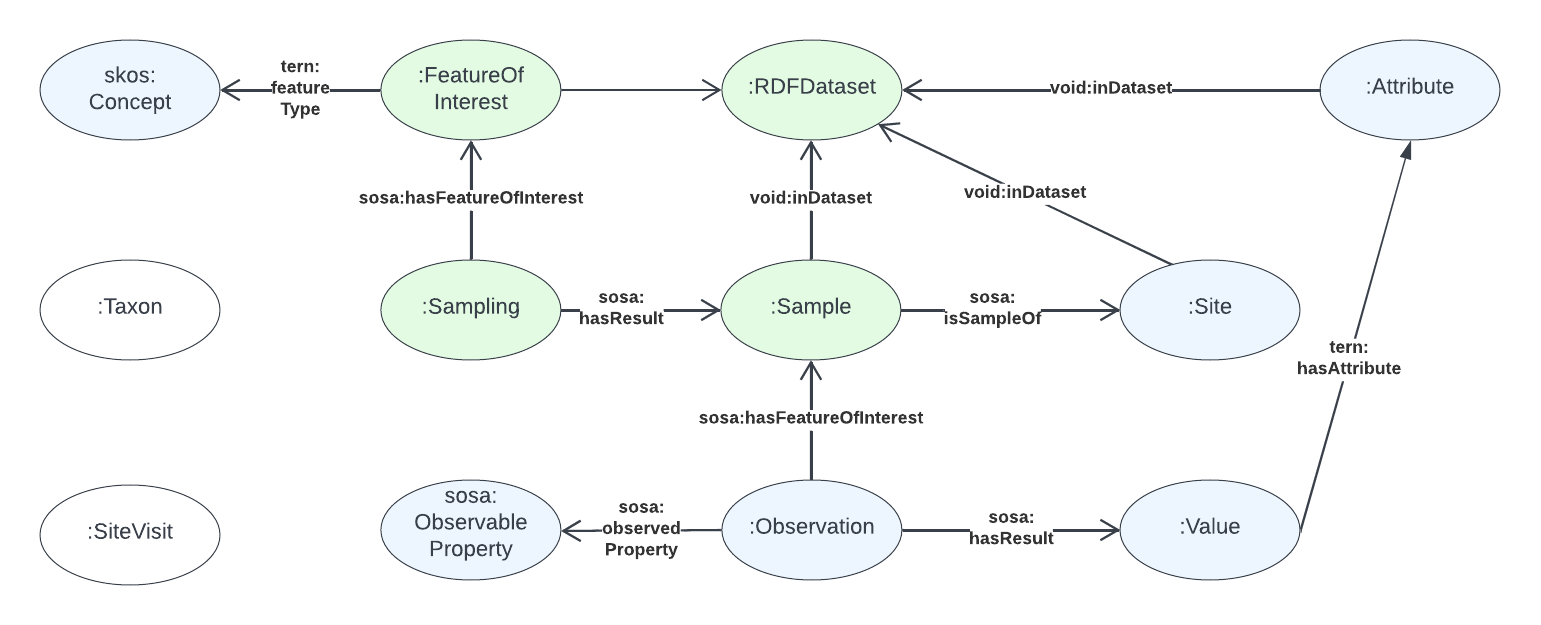 skos:
Concept
tern:
feature
Type
:FeatureOf
Interest
:RDFDataset
void:inDataset
:Attribute
sosa:hasFeatureOfInterest
void:inDataset
void:inDataset
:Taxon
:Sampling
sosa:
hasResult
:Sample
sosa:
isSampleOf
:Site
tern:
hasAttribute
sosa:hasFeatureOfInterest
:SiteVisit
sosa:
Observable
Property
sosa:
observed
Property
:Observation
sosa:
hasResult
:Value